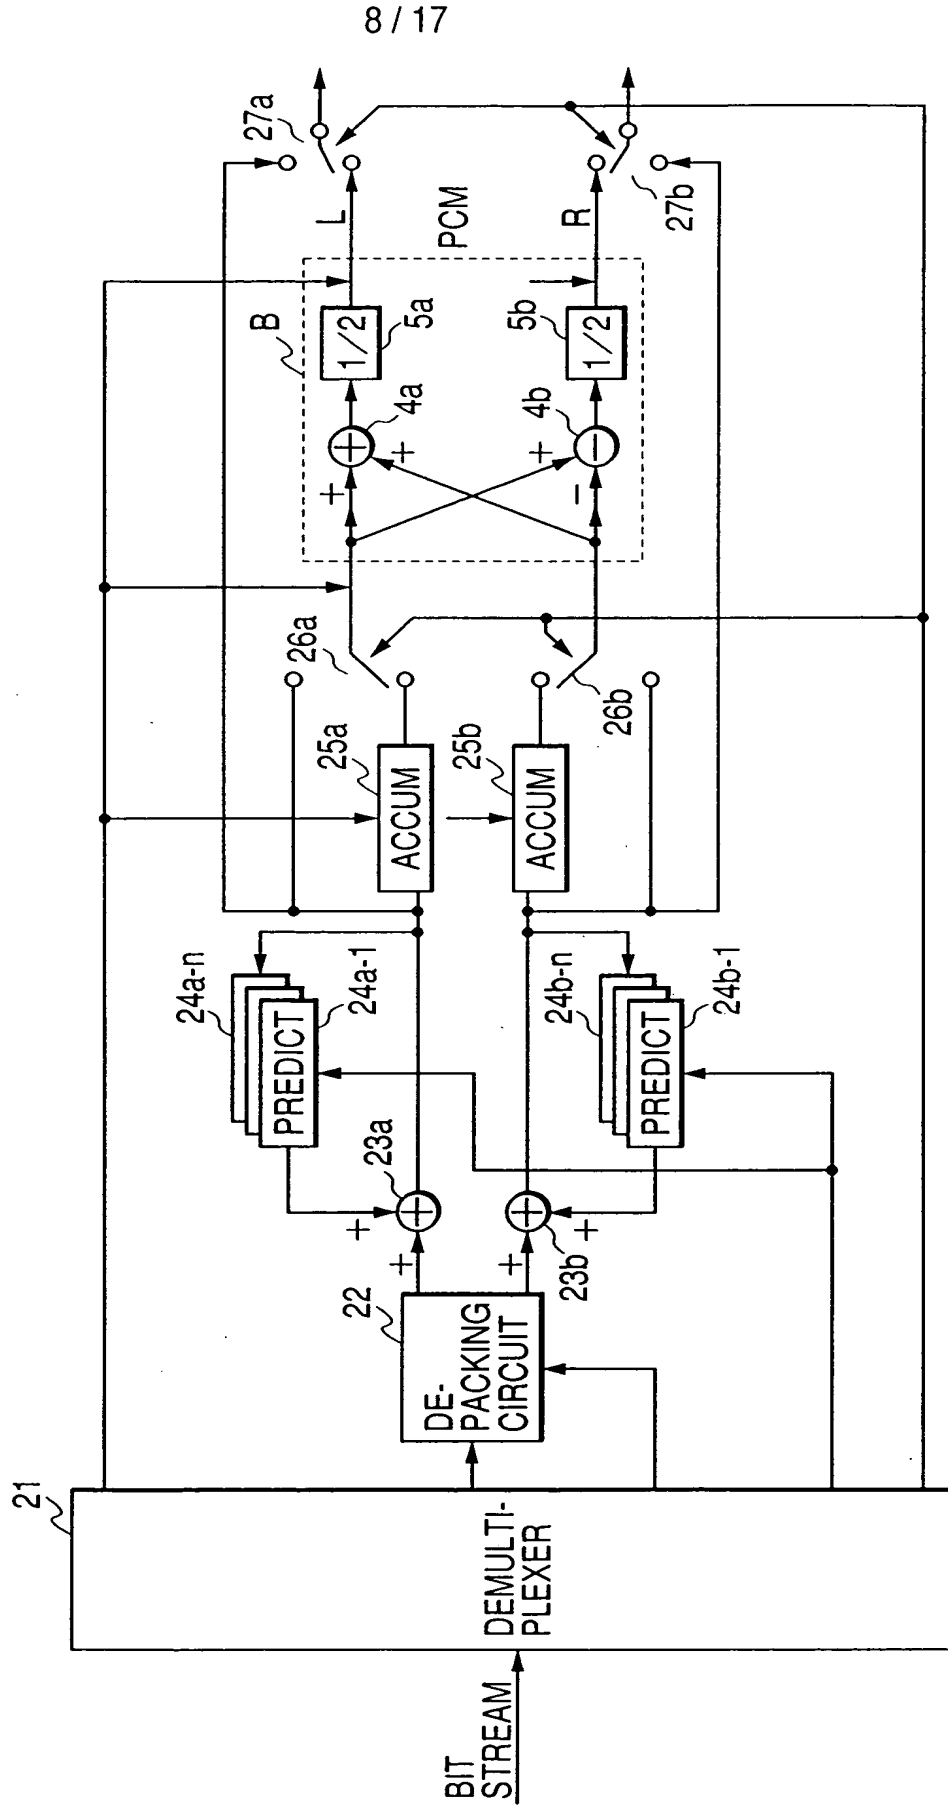 8 / 17
27a
L
PCM
R
27b
B
1/2
5a
5b
1/2
4a
+
+
+
4b
+
−
−
26a
26b
25a
ACCUM
25b
ACCUM
24a-n
PREDICT
24a-1
24b-n
PREDICT
24b-1
23a
+
+
+
+
23b
+
+
22
DE-
PACKING
CIRCUIT
21
DEMULTI-
PLEXER
BIT
STREAM